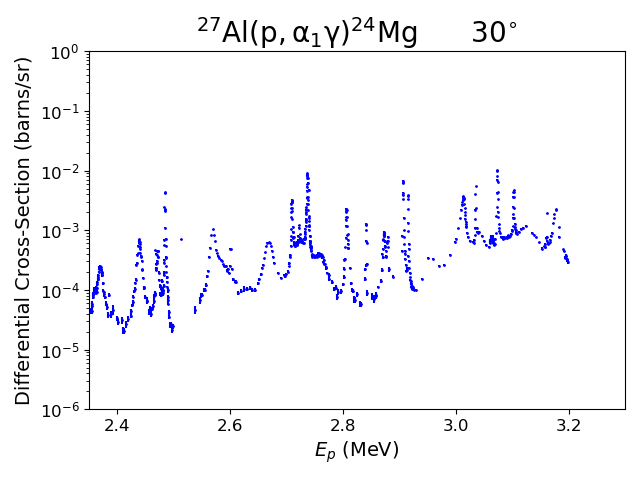 ²⁷Al(p, α₁γ)²⁴Mg 30°
Differential Cross-Section (barns/sr)
10⁰
10⁻¹
10⁻²
10⁻³
10⁻⁴
10⁻⁵
10⁻⁶
2.4 2.6 2.8 3.0 3.2
Eₚ (MeV)